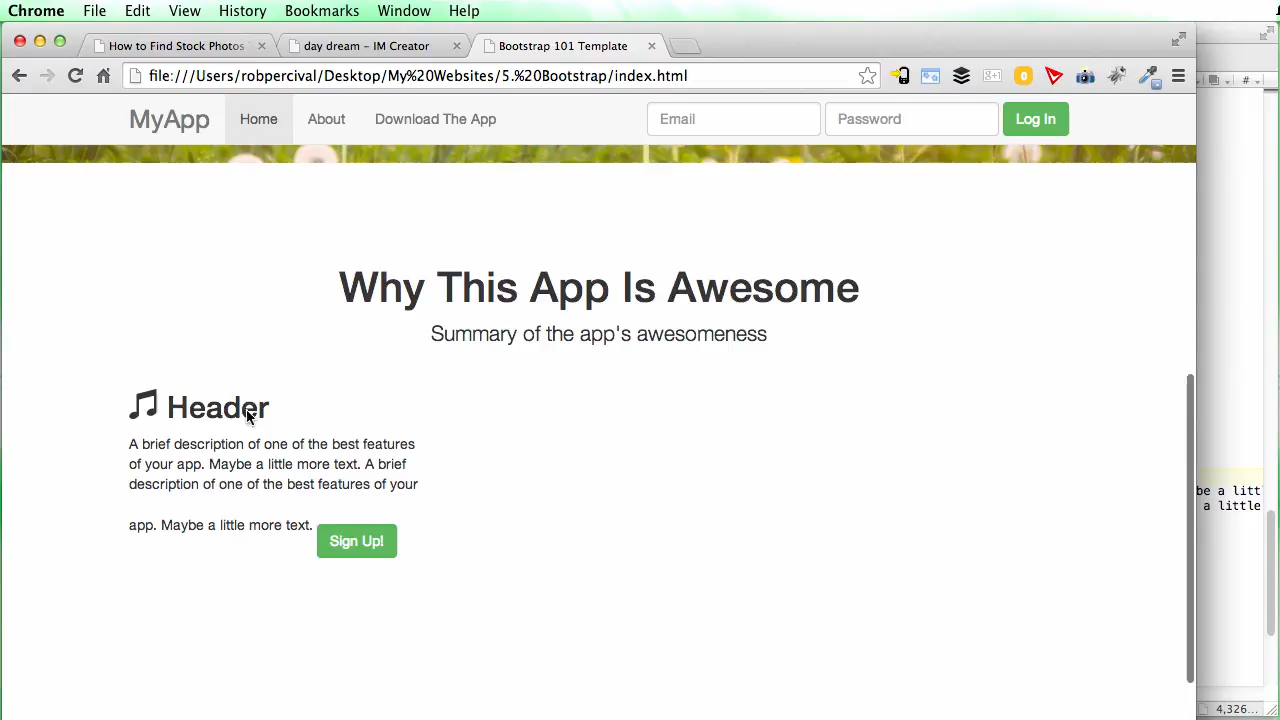 Chrome File Edit View History Bookmarks Window Help
How to Find Stock Photos
day dream – IM Creator
Bootstrap 101 Template
file:///Users/robpercival/Desktop/My%20Websites/5.%20Bootstrap/index.html
MyApp Home About Download The App Email Password Log In
Why This App Is Awesome
Summary of the app's awesomeness
Header
A brief description of one of the best features
of your app. Maybe a little more text. A brief
description of one of the best features of your
app. Maybe a little more text. Sign Up!
be a litt
a little
4,326...